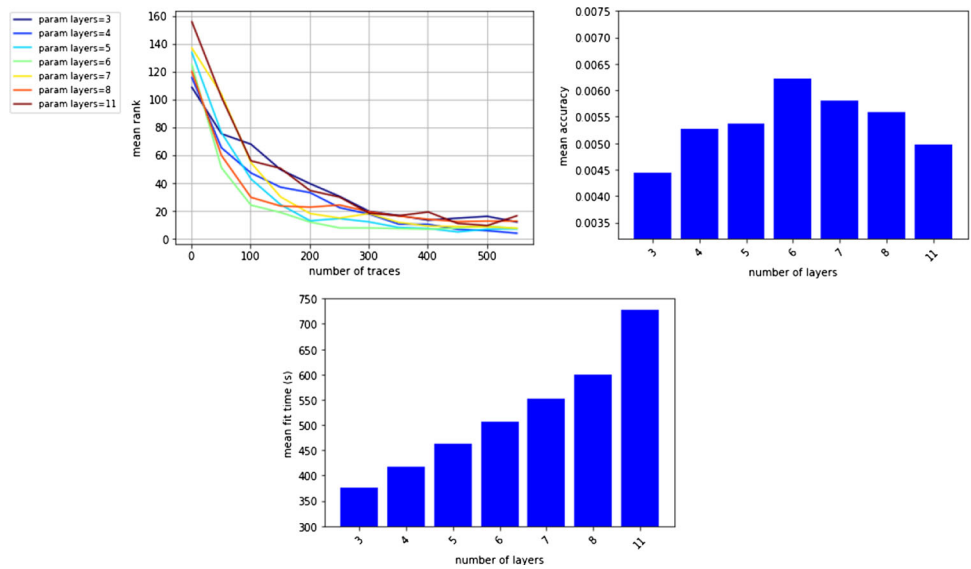 param layers=3
param layers=4
param layers=5
param layers=6
param layers=7
param layers=8
param layers=11
160
140
120
100
80
60
40
20
0
mean rank
0 100 200 300 400 500
number of traces
0.0075
0.0070
0.0065
0.0060
0.0055
0.0050
0.0045
0.0040
0.0035
mean accuracy
3 4 5 6 7 8 11
number of layers
750
700
650
600
550
500
450
400
350
300
mean fit time (s)
3 4 5 6 7 8 11
number of layers